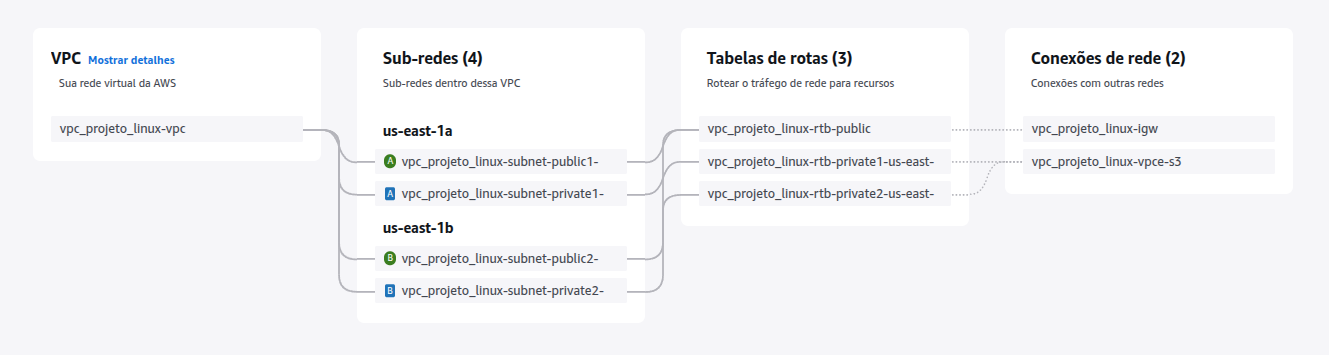 VPC Mostrar detalhes
Sua rede virtual da AWS
vpc_projeto_linux-vpc
Sub-redes (4)
Sub-redes dentro dessa VPC
us-east-1a
A vpc_projeto_linux-subnet-public1-
A vpc_projeto_linux-subnet-private1-
us-east-1b
B vpc_projeto_linux-subnet-public2-
B vpc_projeto_linux-subnet-private2-
Tabelas de rotas (3)
Rotear o tráfego de rede para recursos
vpc_projeto_linux-rtb-public
vpc_projeto_linux-rtb-private1-us-east-
vpc_projeto_linux-rtb-private2-us-east-
Conexões de rede (2)
Conexões com outras redes
vpc_projeto_linux-igw
vpc_projeto_linux-vpce-s3